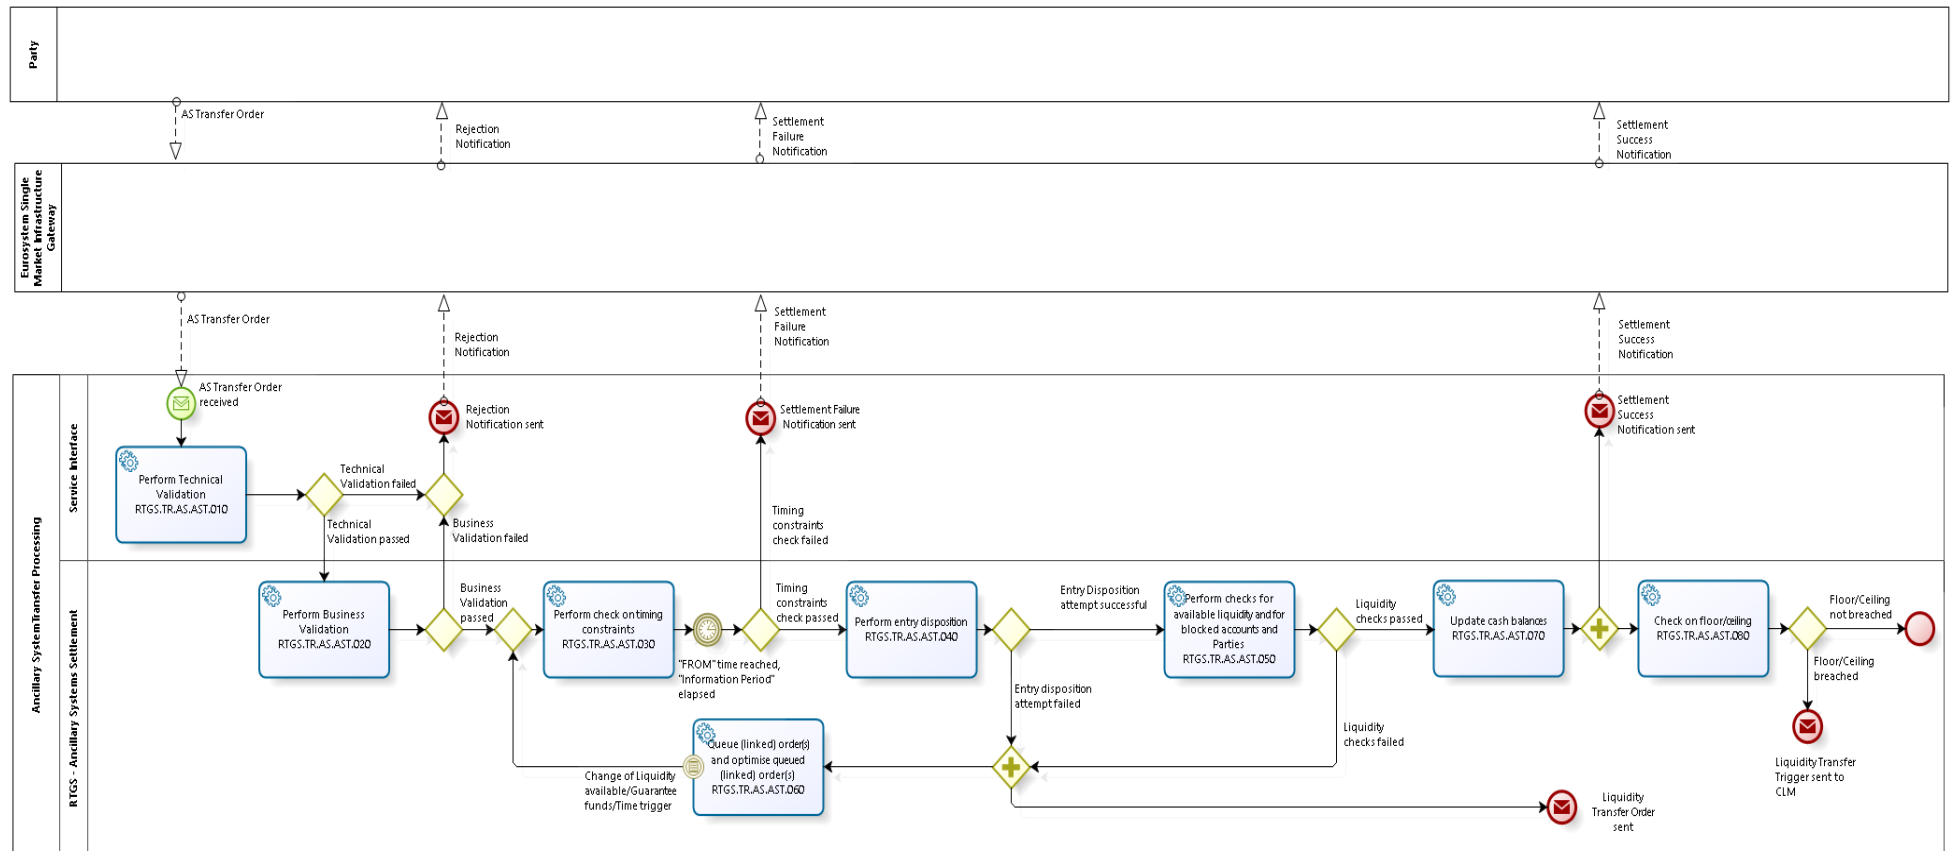 Party
AS Transfer Order
Rejection
Notification
Settlement
Failure
Notification
Settlement
Success
Notification
Eurosystem Single
Market Infrastructure
Gateway
AS Transfer Order
Rejection
Notification
Settlement
Failure
Notification
Settlement
Success
Notification
Ancillary System Transfer Processing
Service Interface
AS Transfer Order
received
Rejection
Notification sent
Settlement Failure
Notification sent
Settlement
Success
Notification sent
Perform Technical
Validation
RTGS.TR.AS.AST.010
Technical
Validation failed
Technical
Validation passed
Business
Validation failed
Timing
constraints
check failed
RTGS - Ancillary Systems Settlement
Perform Business
Validation
RTGS.TR.AS.AST.020
Business
Validation
passed
Perform check on timing
constraints
RTGS.TR.AS.AST.030
"FROM" time reached,
"Information Period"
elapsed
Timing
constraints
check passed
Perform entry disposition
RTGS.TR.AS.AST.040
Entry Disposition
attempt successful
Entry disposition
attempt failed
Perform checks for
available liquidity and for
blocked accounts and
Parties
RTGS.TR.AS.AST.050
Liquidity
checks passed
Liquidity
checks failed
Update cash balances
RTGS.TR.AS.AST.070
Check on floor/ceiling
RTGS.TR.AS.AST.080
Floor/Ceiling
not breached
Floor/Ceiling
breached
Liquidity Transfer
Trigger sent to
CLM
Queue (linked) order(s)
and optimise queued
(linked) order(s)
RTGS.TR.AS.AST.060
Change of Liquidity
available/Guarantee
funds/Time trigger
Liquidity
Transfer Order
sent